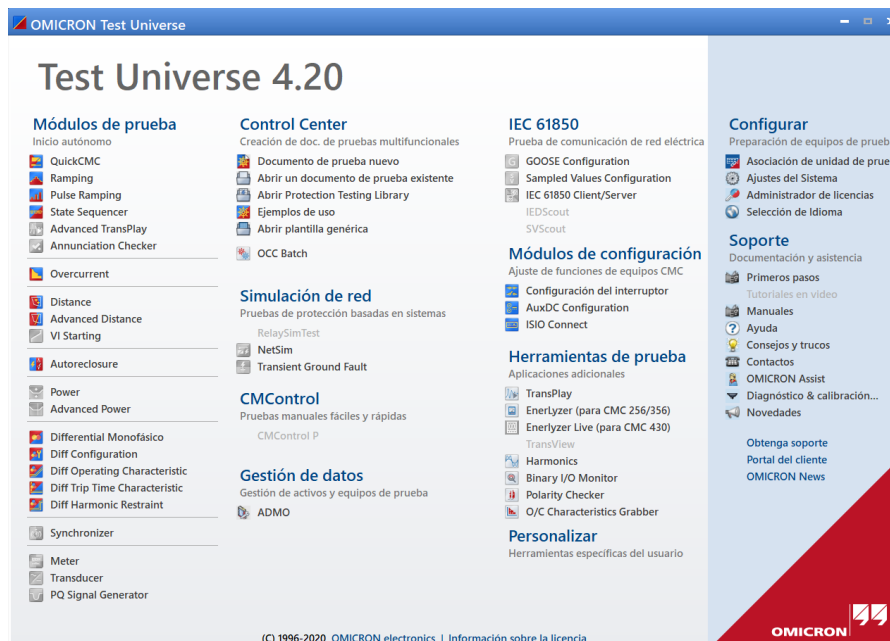 OMICRON Test Universe
Test Universe 4.20
Módulos de prueba
Inicio autónomo
QuickCMC
Ramping
Pulse Ramping
State Sequencer
Advanced TransPlay
Annunciation Checker
Overcurrent
Distance
Advanced Distance
VI Starting
Autoreclosure
Power
Advanced Power
Differential Monofásico
Diff Configuration
Diff Operating Characteristic
Diff Trip Time Characteristic
Diff Harmonic Restraint
Synchronizer
Meter
Transducer
PQ Signal Generator
Control Center
Creación de doc. de pruebas multifuncionales
Documento de prueba nuevo
Abrir un documento de prueba existente
Abrir Protection Testing Library
Ejemplos de uso
Abrir plantilla genérica
OCC Batch
Simulación de red
Pruebas de protección basadas en sistemas
RelaySimTest
NetSim
Transient Ground Fault
CMControl
Pruebas manuales fáciles y rápidas
CMControl P
Gestión de datos
Gestión de activos y equipos de prueba
ADMO
IEC 61850
Prueba de comunicación de red eléctrica
GOOSE Configuration
Sampled Values Configuration
IEC 61850 Client/Server
IEDScout
SVScout
Módulos de configuración
Ajuste de funciones de equipos CMC
Configuración del interruptor
AuxDC Configuration
ISIO Connect
Herramientas de prueba
Aplicaciones adicionales
TransPlay
EnerLyzer (para CMC 256/356)
Enerlyzer Live (para CMC 430)
TransView
Harmonics
Binary I/O Monitor
Polarity Checker
O/C Characteristics Grabber
Personalizar
Herramientas específicas del usuario
Configurar
Preparación de equipos de prueb
Asociación de unidad de prue
Ajustes del Sistema
Administrador de licencias
Selección de Idioma
Soporte
Documentación y asistencia
Primeros pasos
Tutoriales en video
Manuales
Ayuda
Consejos y trucos
Contactos
OMICRON Assist
Diagnóstico & calibración...
Novedades
Obtenga soporte
Portal del cliente
OMICRON News
OMICRON
(C) 1996-2020 OMICRON electronics | Información sobre la licencia